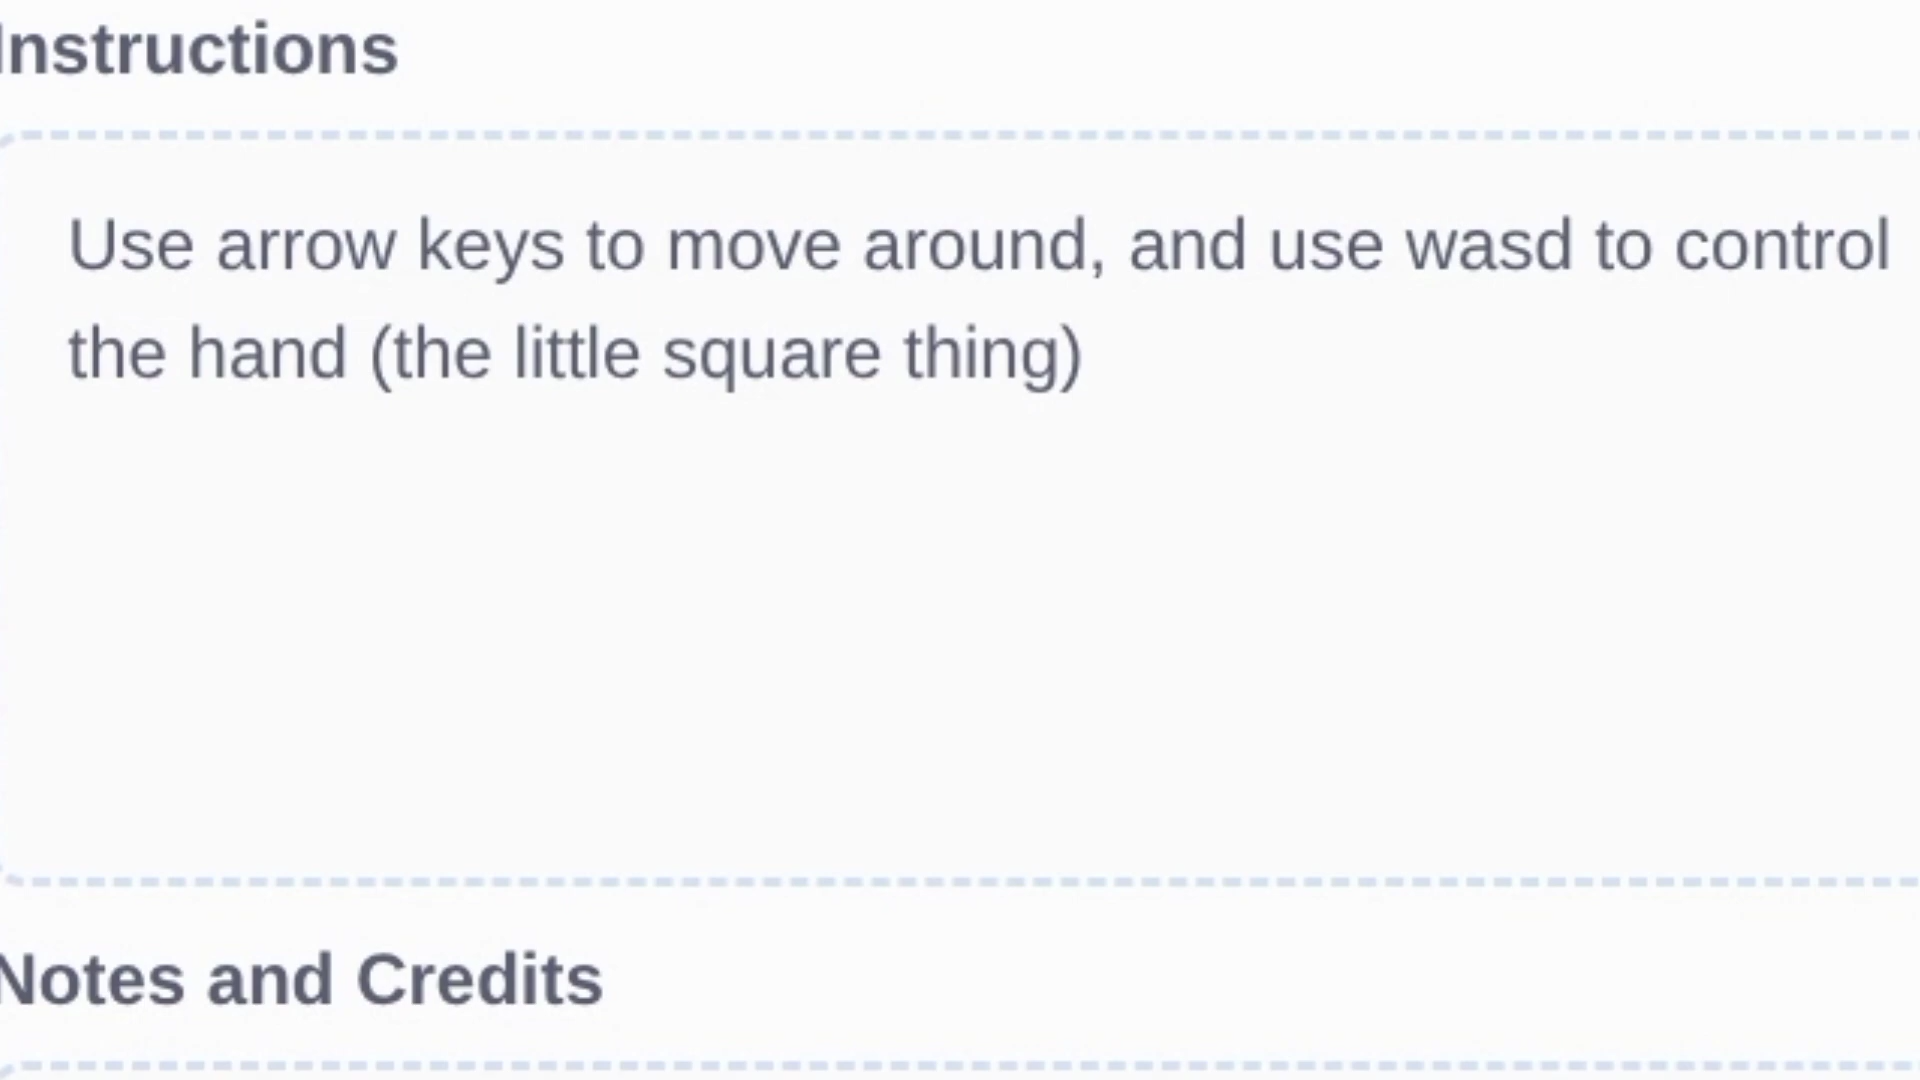 Instructions
Use arrow keys to move around, and use wasd to control
the hand (the little square thing)
Notes and Credits